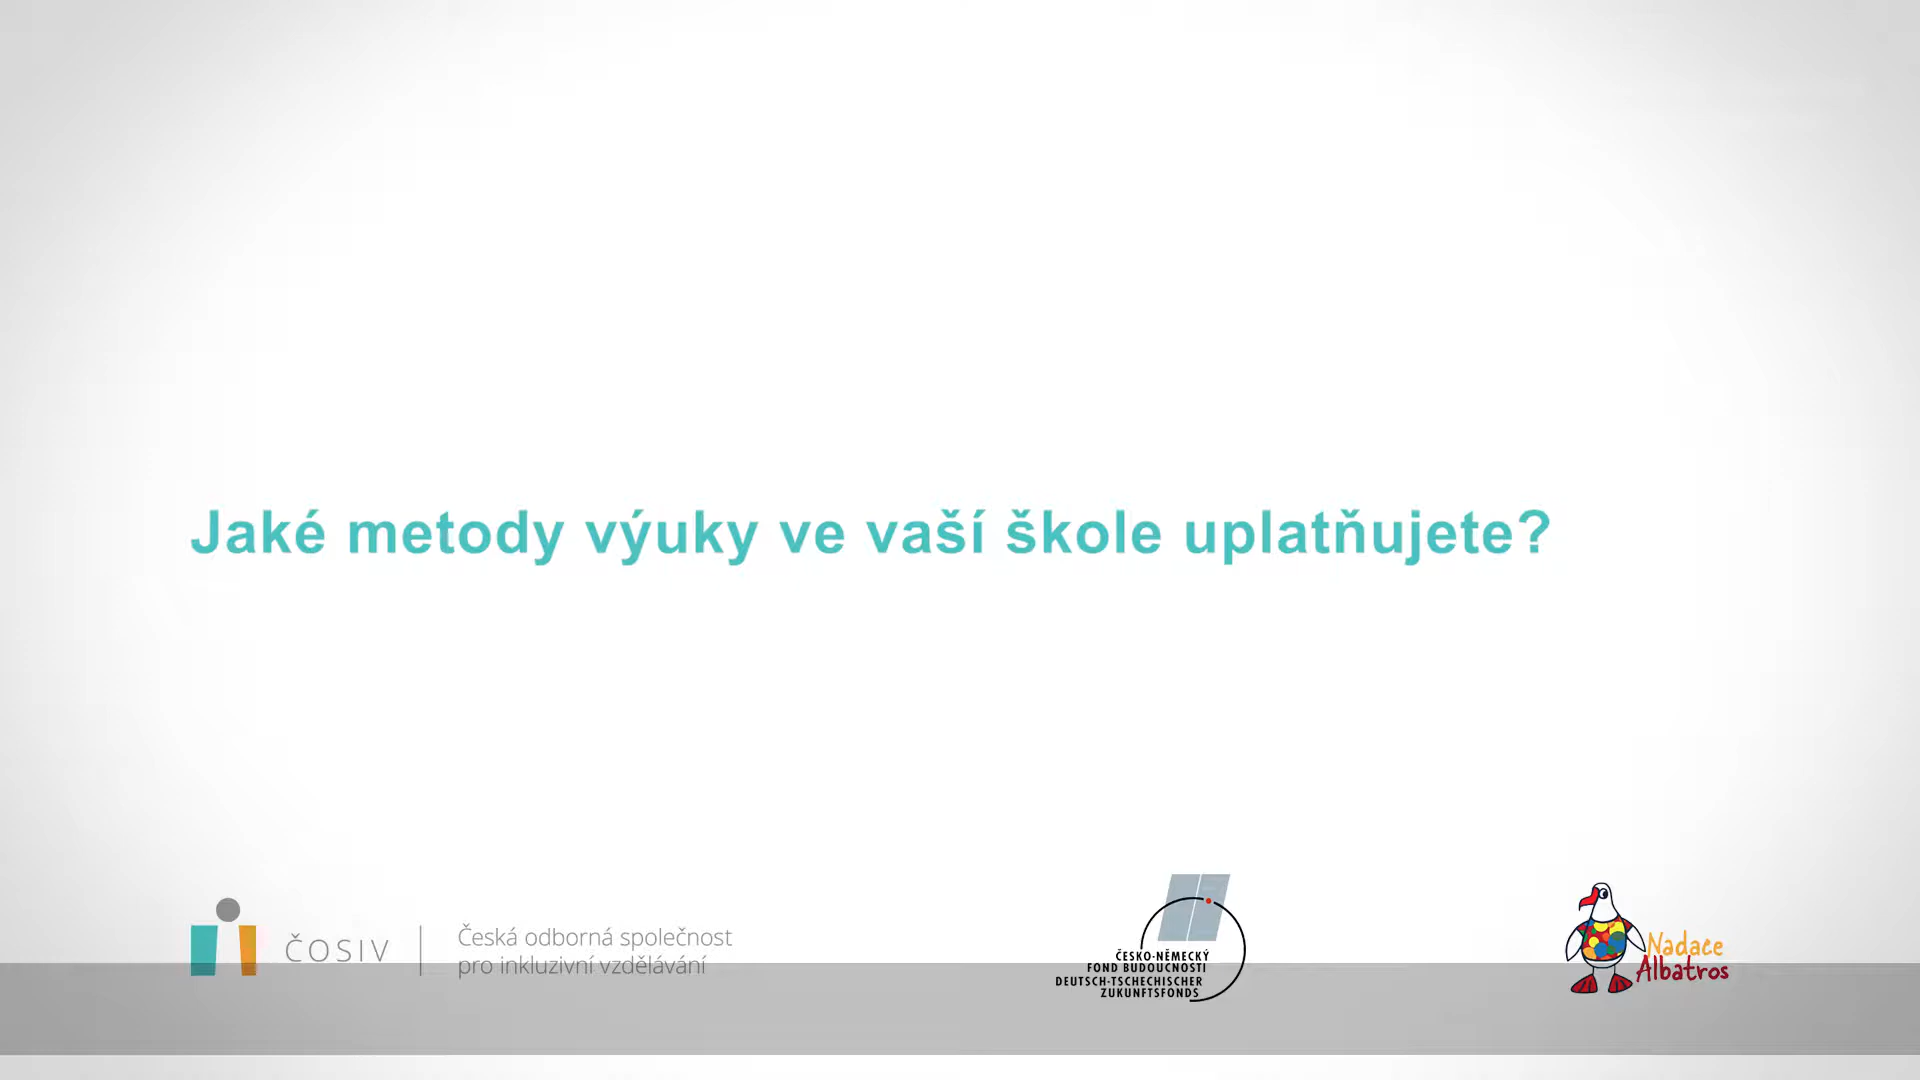 Jaké metody výuky ve vaší škole uplatňujete?
ČOSIV
Česká odborná společnost
pro inkluzivní vzdělávání
ČESKO-NĚMECKÝ
FOND BUDOUCNOSTI
DEUTSCH-TSCHECHISCHER
ZUKUNFTSFONDS
Nadace
Albatros